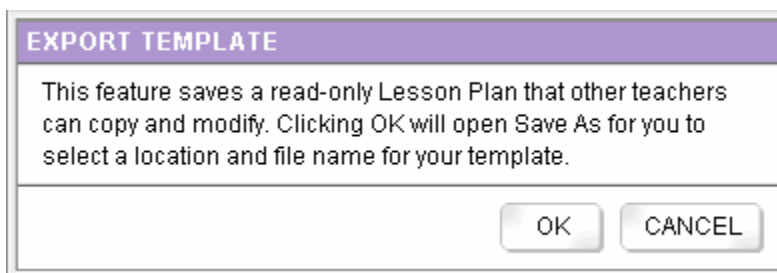 EXPORT TEMPLATE
This feature saves a read-only Lesson Plan that other teachers
can copy and modify. Clicking OK will open Save As for you to
select a location and file name for your template.
OK CANCEL